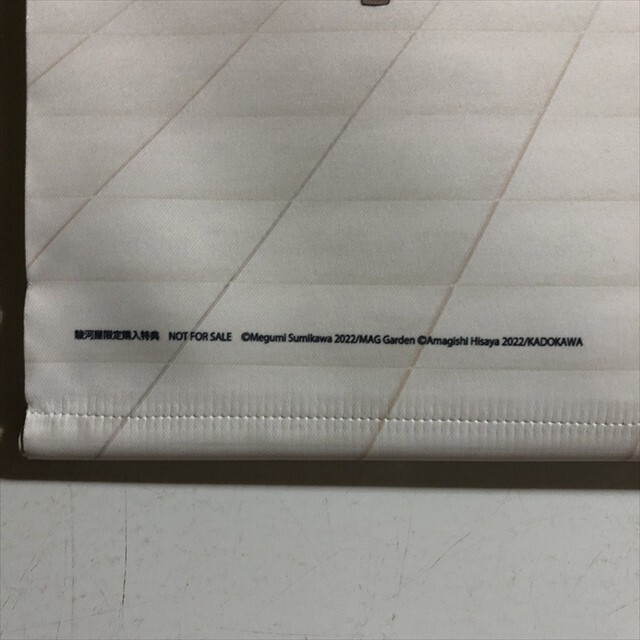 駿河屋限定購入特典 NOT FOR SALE ©Megumi Sumikawa 2022/MAG Garden ©Amagishi Hisaya 2022/KADOKAWA